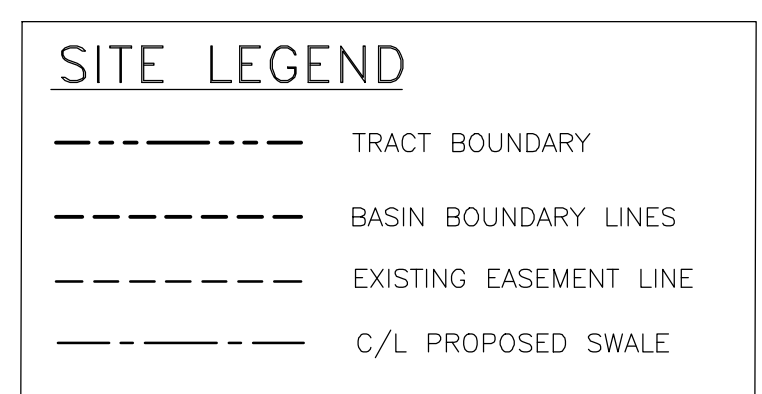 SITE LEGEND
TRACT BOUNDARY
BASIN BOUNDARY LINES
EXISTING EASEMENT LINE
C/L PROPOSED SWALE